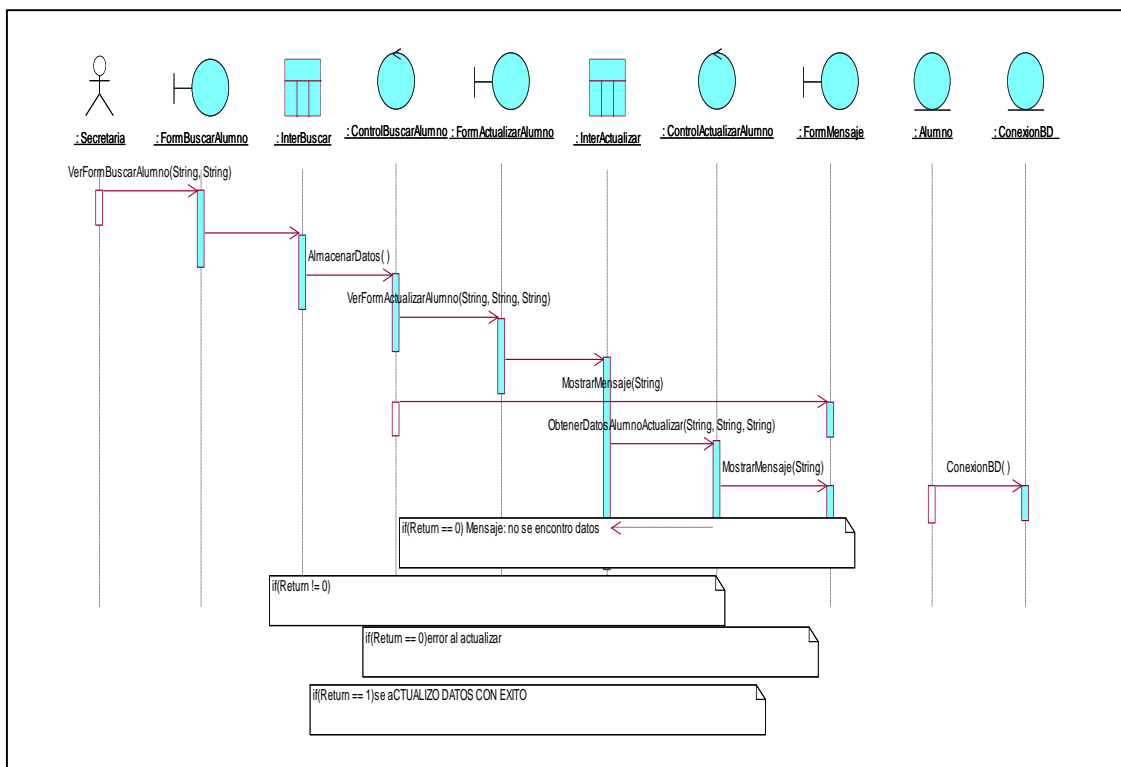 : Secretaria
: FormBuscarAlumno
: InterBuscar
: ControlBuscarAlumno
: FormActualizarAlumno
: InterActualizar
: ControlActualizarAlumno
: FormMensaje
: Alumno
: ConexionBD
VerFormBuscarAlumno(String, String)
AlmacenarDatos( )
VerFormActualizarAlumno(String, String, String)
MostrarMensaje(String)
ObtenerDatosAlumnoActualizar(String, String, String)
MostrarMensaje(String)
ConexionBD( )
if(Return == 0) Mensaje: no se encontro datos
if(Return != 0)
if(Return == 0)error al actualizar
if(Return == 1)se aCTUALIZO DATOS CON EXITO